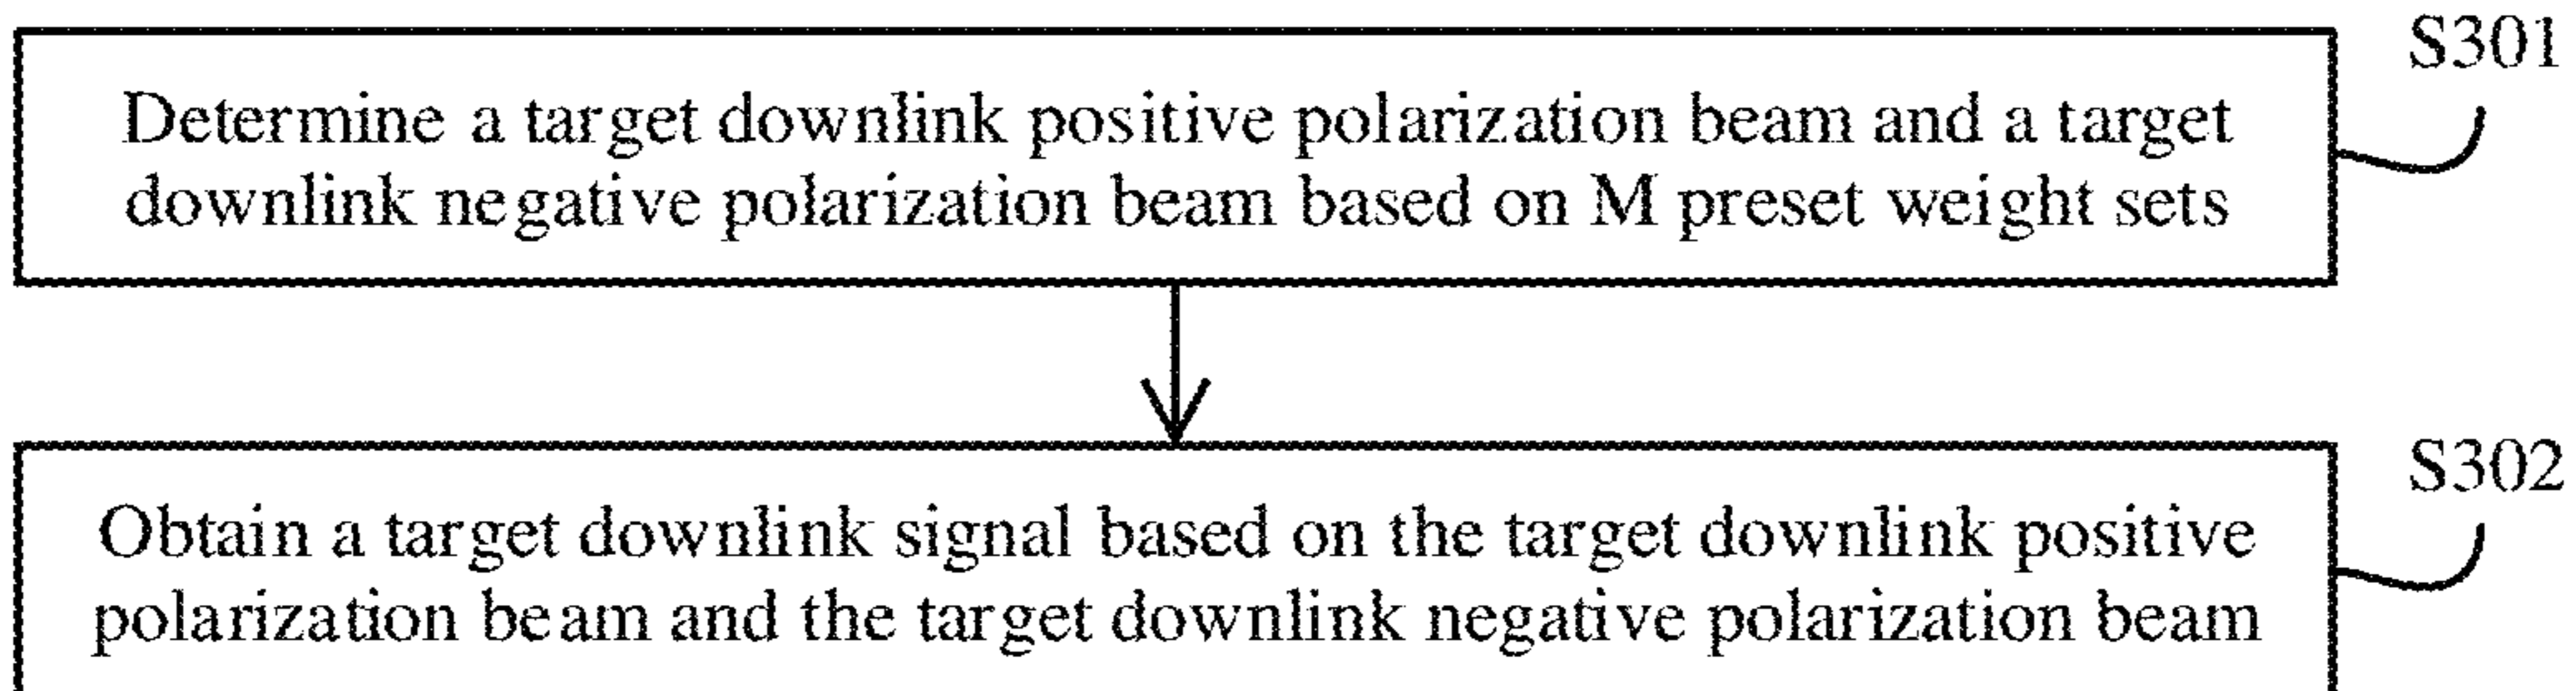 S301
Determine a target downlink positive polarization beam and a target
downlink negative polarization beam based on M preset weight sets
S302
Obtain a target downlink signal based on the target downlink positive
polarization beam and the target downlink negative polarization beam